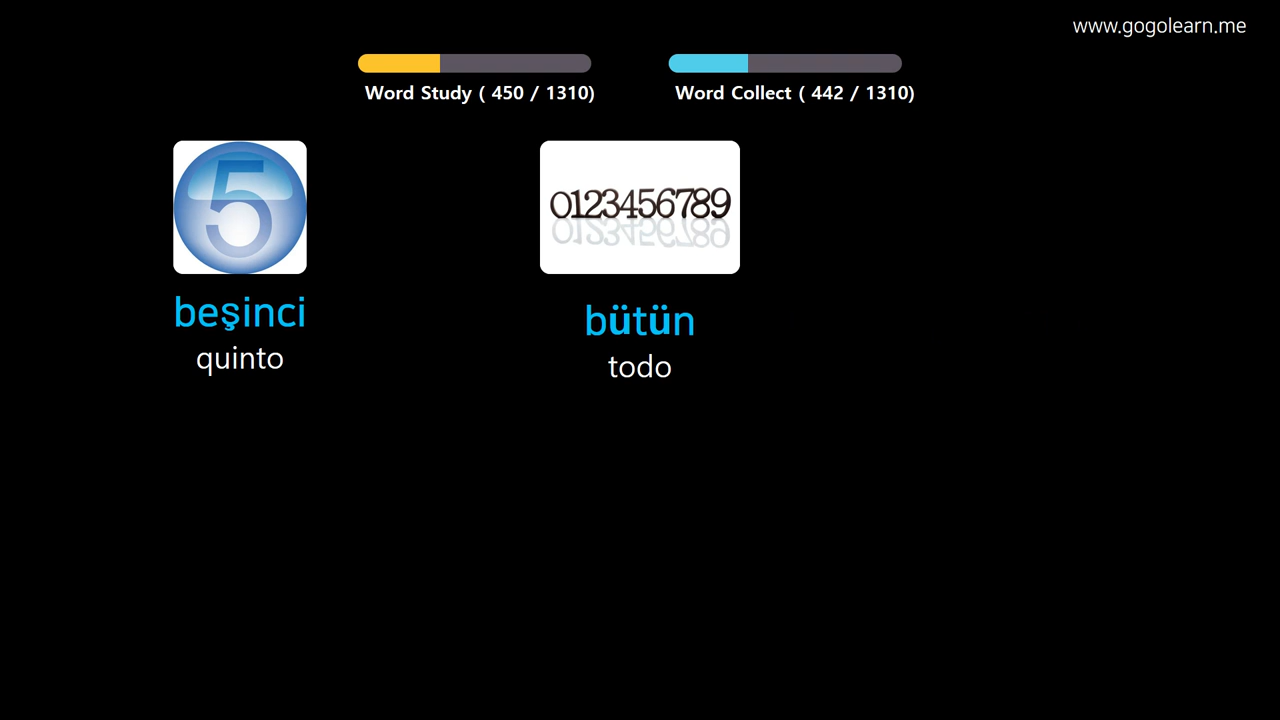 www.gogolearn.me
Word Study ( 450 / 1310)
Word Collect ( 442 / 1310)
5
0123456789
beşinci
quinto
bütün
todo